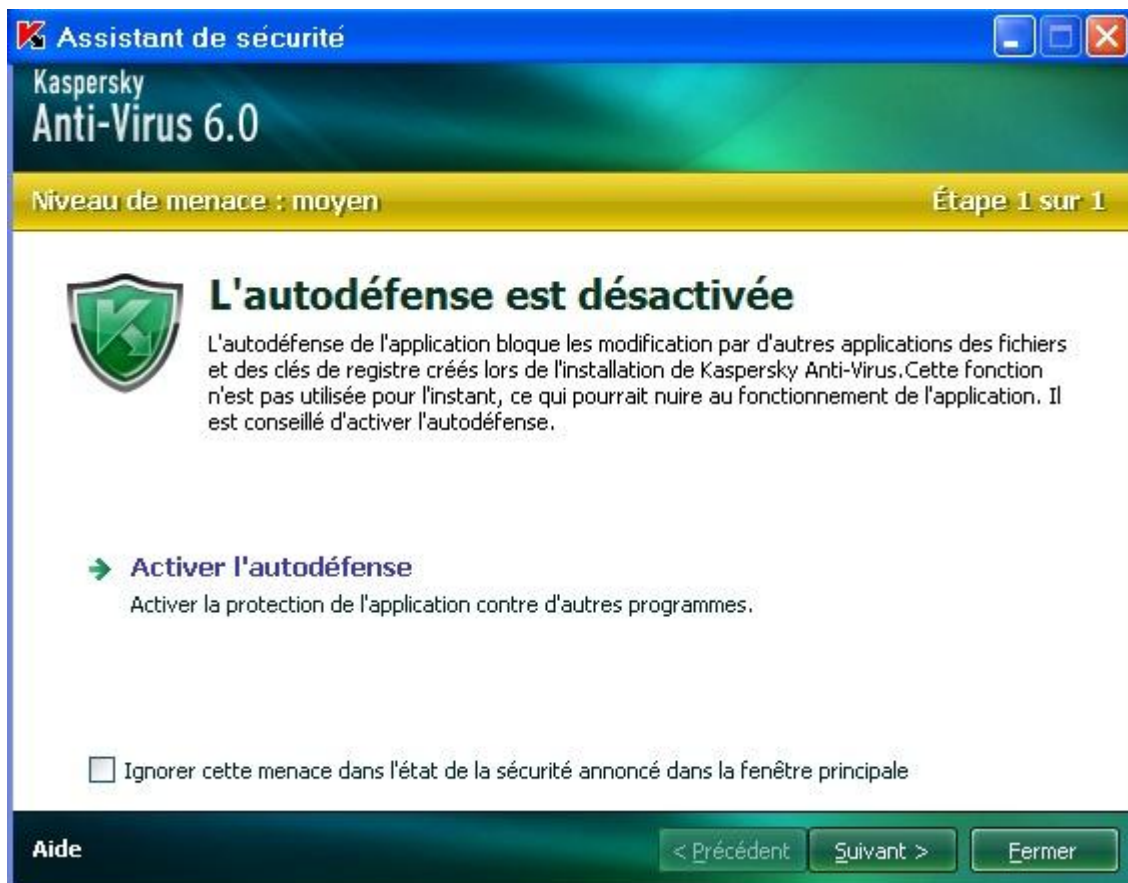 Assistant de sécurité
Kaspersky
Anti-Virus 6.0
Niveau de menace : moyen
Étape 1 sur 1
L'autodéfense est désactivée
L'autodéfense de l'application bloque les modification par d'autres applications des fichiers
et des clés de registre créés lors de l'installation de Kaspersky Anti-Virus.Cette fonction
n'est pas utilisée pour l'instant, ce qui pourrait nuire au fonctionnement de l'application. Il
est conseillé d'activer l'autodéfense.
Activer l'autodéfense
Activer la protection de l'application contre d'autres programmes.
Ignorer cette menace dans l'état de la sécurité annoncé dans la fenêtre principale
Aide
< Précédent
Suivant >
Fermer